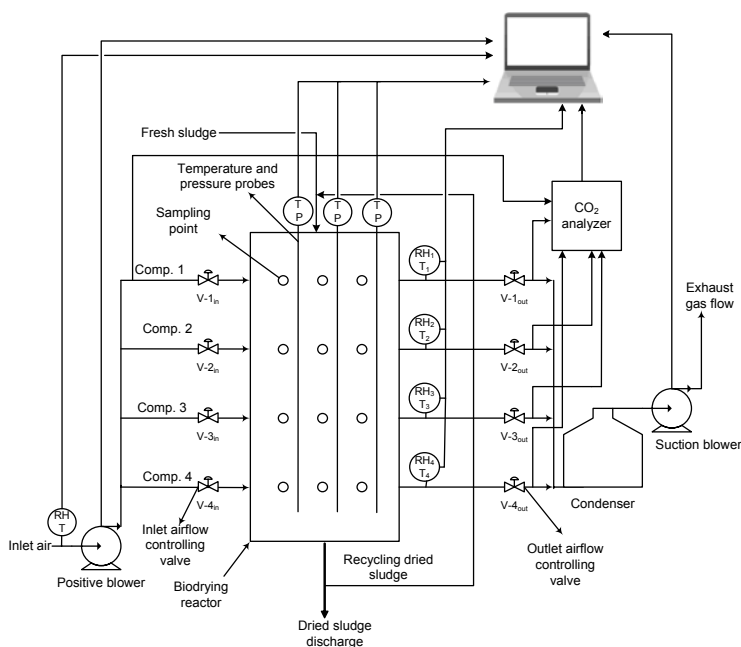 Fresh sludge
Temperature and
pressure probes
Sampling
point
T
P
T
P
T
P
CO2
analyzer
RH1
T1
RH2
T2
RH3
T3
RH4
T4
Comp. 1
Comp. 2
Comp. 3
Comp. 4
V-1in
V-2in
V-3in
V-4in
V-1out
V-2out
V-3out
V-4out
Exhaust
gas flow
Suction blower
Condenser
RH
T
Inlet air
Positive blower
Inlet airflow
controlling
valve
Biodrying
reactor
Recycling dried
sludge
Outlet airflow
controlling
valve
Dried sludge
discharge